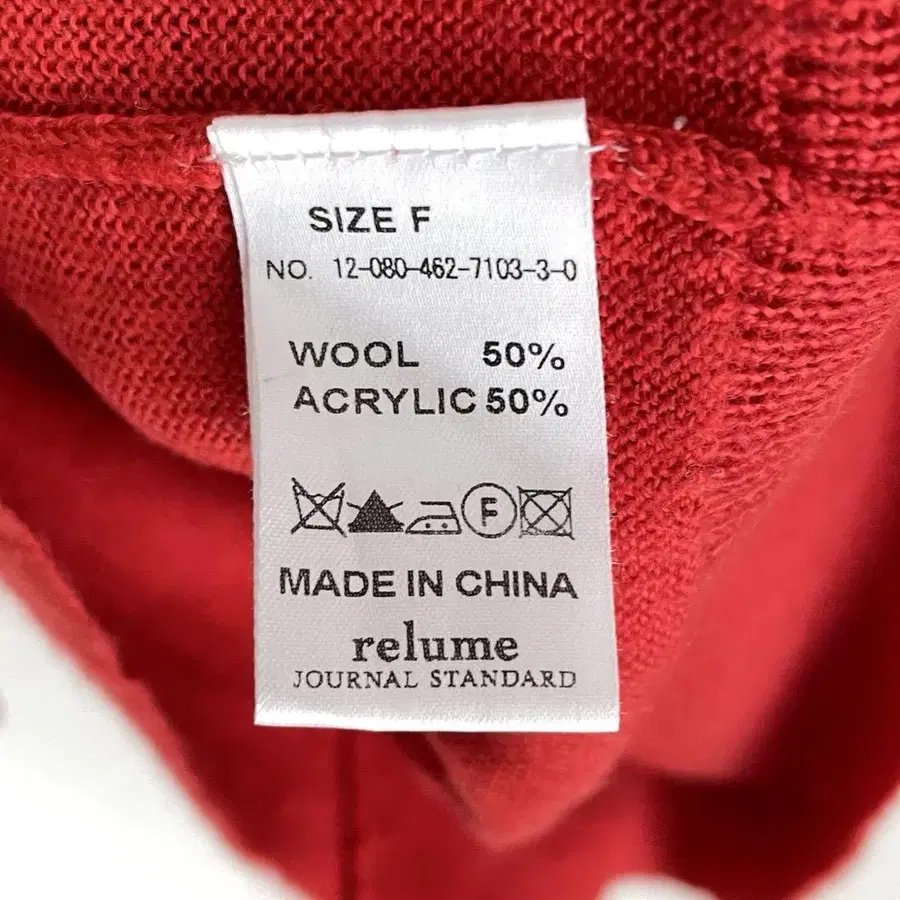 SIZE F
NO. 12-080-462-7103-3-0
WOOL 50%
ACRYLIC 50%
F
MADE IN CHINA
relume
JOURNAL STANDARD